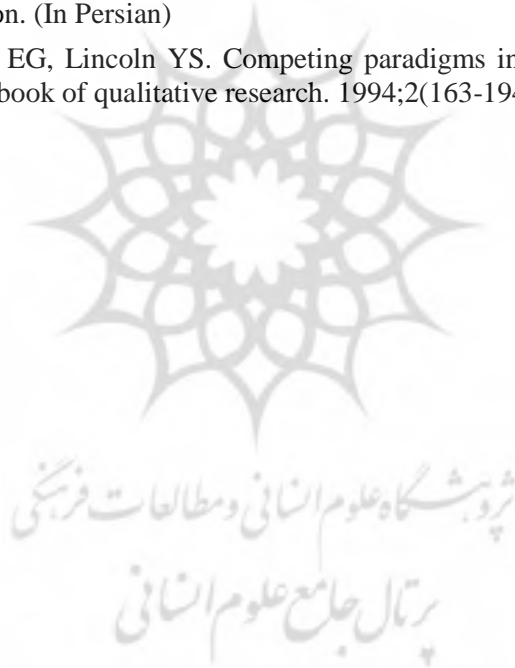 on. (In Persian)
EG, Lincoln YS. Competing paradigms in
book of qualitative research. 1994;2(163-194
پژوهشگاه علوم انسانی و مطالعات فرهنگی
پرتال جامع علوم انسانی